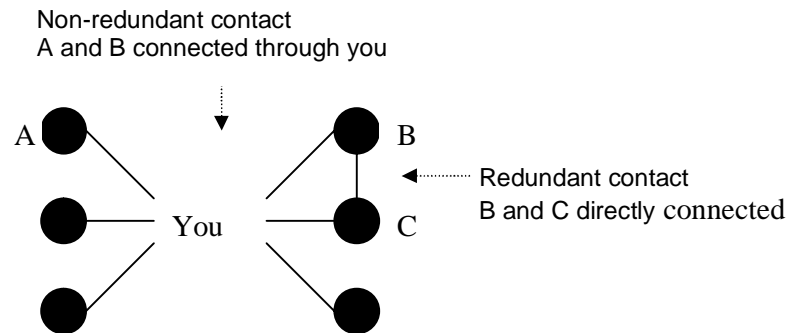 Non-redundant contact
A and B connected through you
A
B
Redundant contact
B and C directly connected
You
C